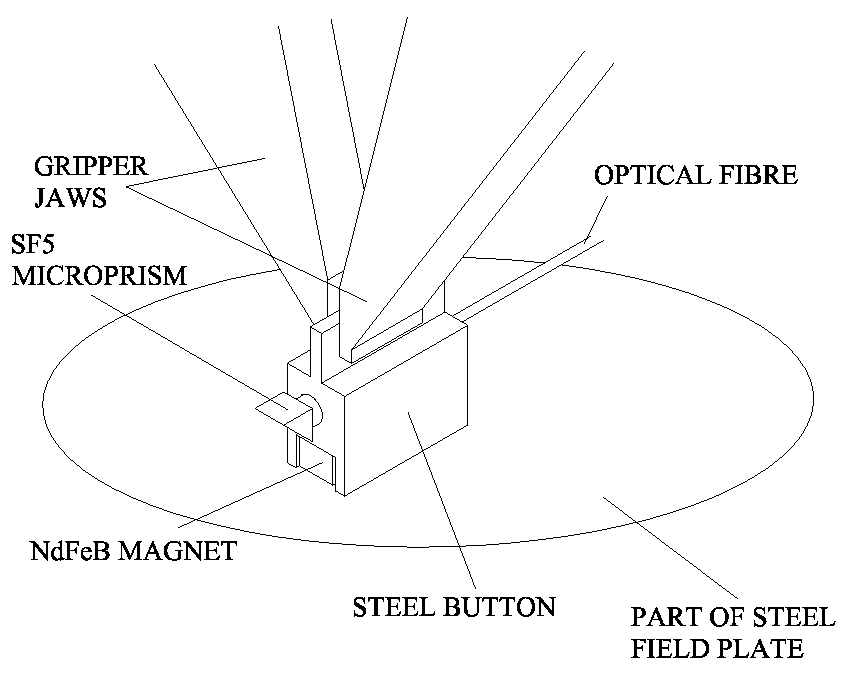 GRIPPER
JAWS
OPTICAL FIBRE
SF5
MICROPRISM
NdFeB MAGNET
STEEL BUTTON
PART OF STEEL
FIELD PLATE